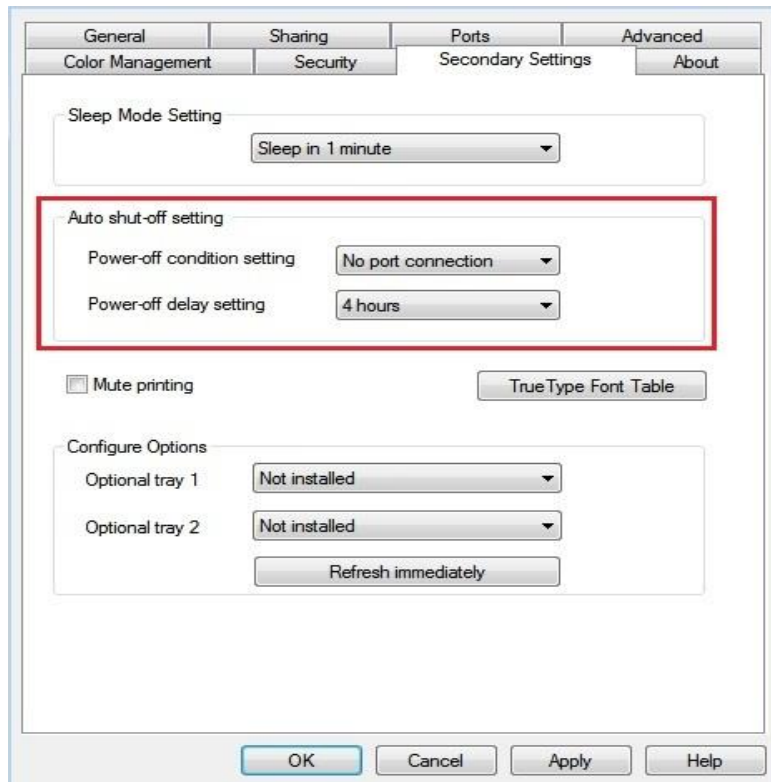 General Sharing Ports Advanced
Color Management Security Secondary Settings About
Sleep Mode Setting
Sleep in 1 minute
Auto shut-off setting
Power-off condition setting No port connection
Power-off delay setting 4 hours
Mute printing TrueType Font Table
Configure Options
Optional tray 1 Not installed
Optional tray 2 Not installed
Refresh immediately
OK Cancel Apply Help